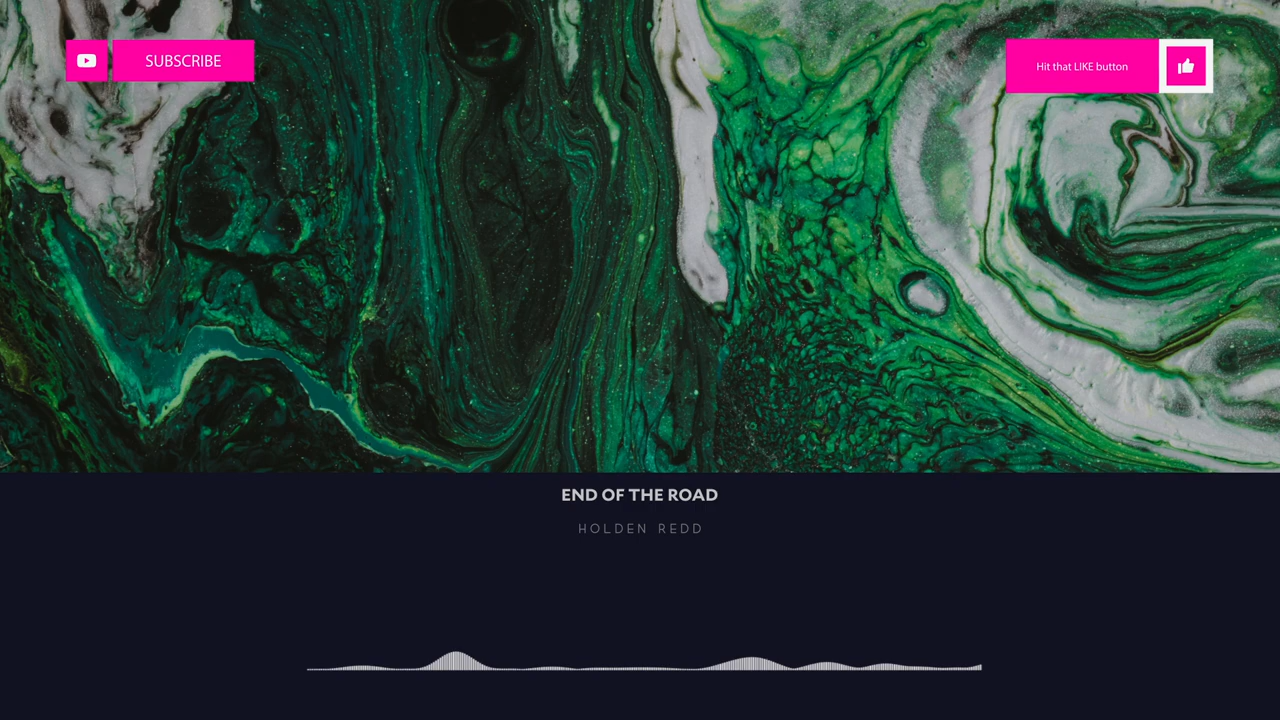 SUBSCRIBE
Hit that LIKE button
END OF THE ROAD
HOLDEN REDD